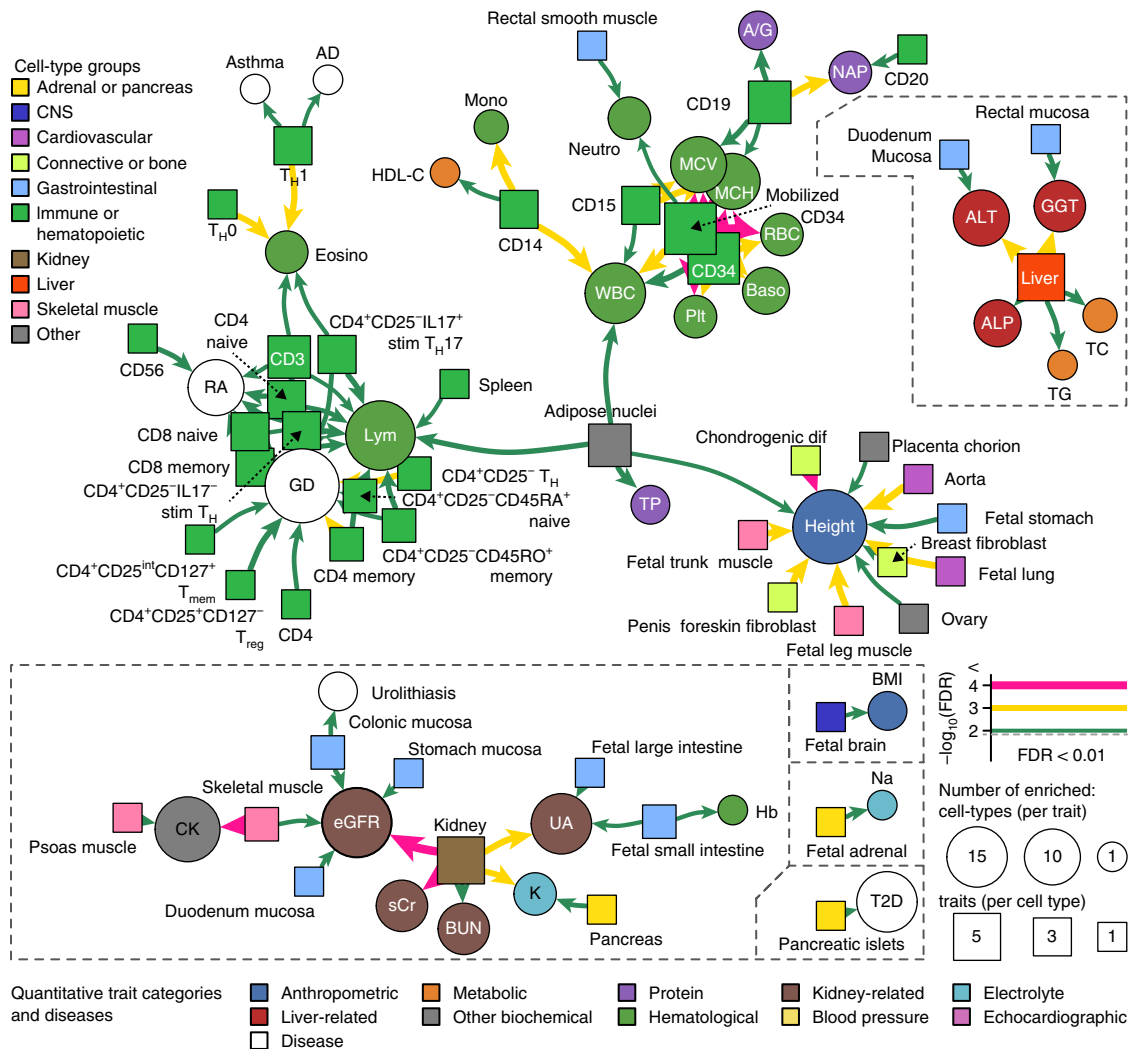 Cell-type groups
Adrenal or pancreas
CNS
Cardiovascular
Connective or bone
Gastrointestinal
Immune or
hematopoietic
Kidney
Liver
Skeletal muscle
Other
Asthma
AD
T_H1
T_H0
Eosino
Mono
HDL-C
CD14
Rectal smooth muscle
Neutro
CD15
A/G
NAP
CD20
CD19
MCV
MCH
Mobilized
CD34
RBC
CD34
WBC
Plt
Baso
Rectal mucosa
Duodenum
Mucosa
ALT
GGT
Liver
ALP
TC
TG
CD4
naive
CD4⁺CD25⁻IL17⁺
stim T_H17
CD56
RA
CD3
Spleen
CD8 naive
Lym
CD8 memory
CD4⁺CD25⁻IL17⁻
stim T_H
GD
CD4⁺CD25⁻ T_H
CD4⁺CD25⁻CD45RA⁺
naive
CD4⁺CD25⁻CD45RO⁺
memory
CD4 memory
CD4⁺CD25ⁱⁿᵗCD127⁺
T_mem
CD4⁺CD25⁺CD127⁻
T_reg
CD4
Adipose nuclei
TP
Chondrogenic dif
Placenta chorion
Aorta
Height
Fetal stomach
Breast fibroblast
Fetal trunk muscle
Fetal lung
Penis foreskin fibroblast
Ovary
Fetal leg muscle
Urolithiasis
Colonic mucosa
Stomach mucosa
Skeletal muscle
CK
Psoas muscle
eGFR
Duodenum mucosa
Kidney
sCr
BUN
Fetal large intestine
UA
Fetal small intestine
Hb
K
Pancreas
BMI
Fetal brain
Na
Fetal adrenal
T2D
Pancreatic islets
<
4
3
2
−log₁₀(FDR)
FDR < 0.01
Number of enriched:
cell-types (per trait)
15
10
1
traits (per cell type)
5
3
1
Quantitative trait categories
and diseases
Anthropometric
Metabolic
Protein
Kidney-related
Electrolyte
Liver-related
Other biochemical
Hematological
Blood pressure
Echocardiographic
Disease